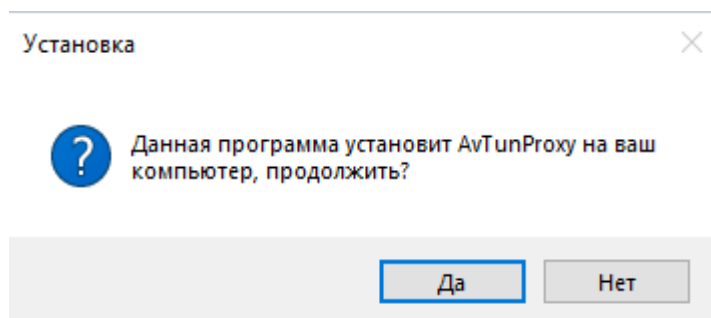 Установка
Данная программа установит AvTunProxy на ваш
компьютер, продолжить?
Да
Нет